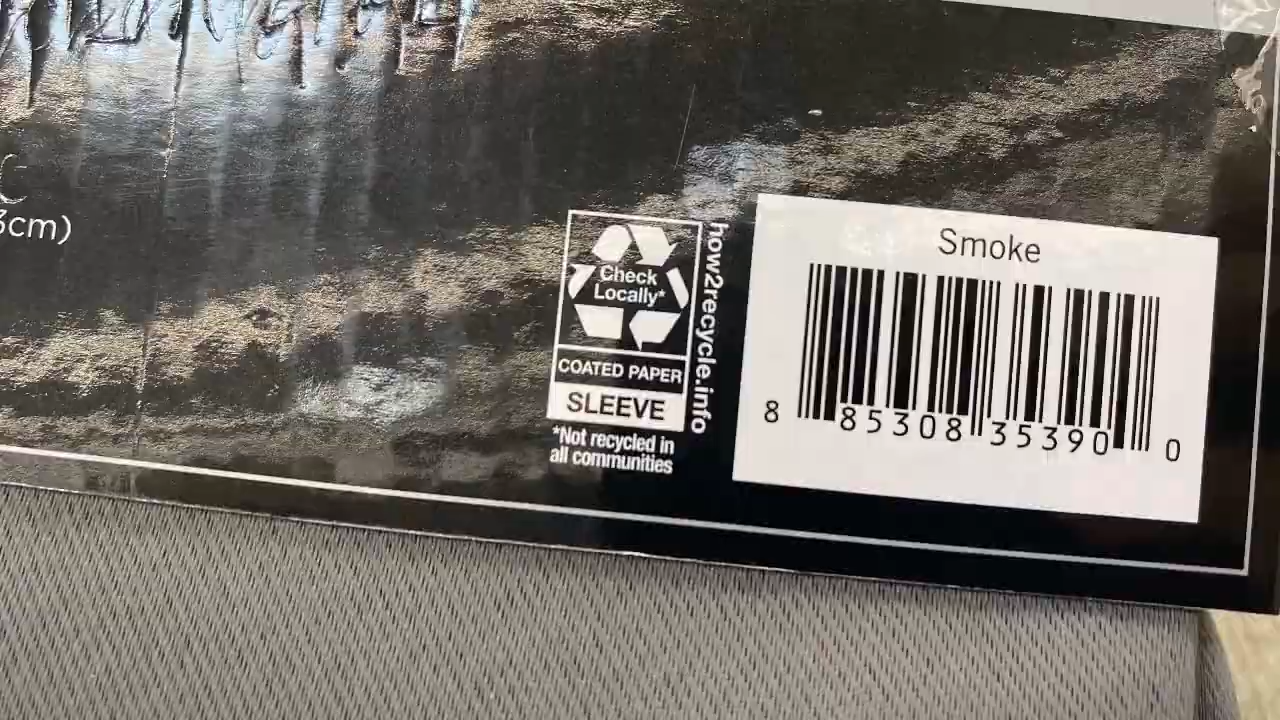 3cm)
Check
Locally*
COATED PAPER
SLEEVE
*Not recycled in
all communities
how2recycle.info
Smoke
8 85308 35390 0